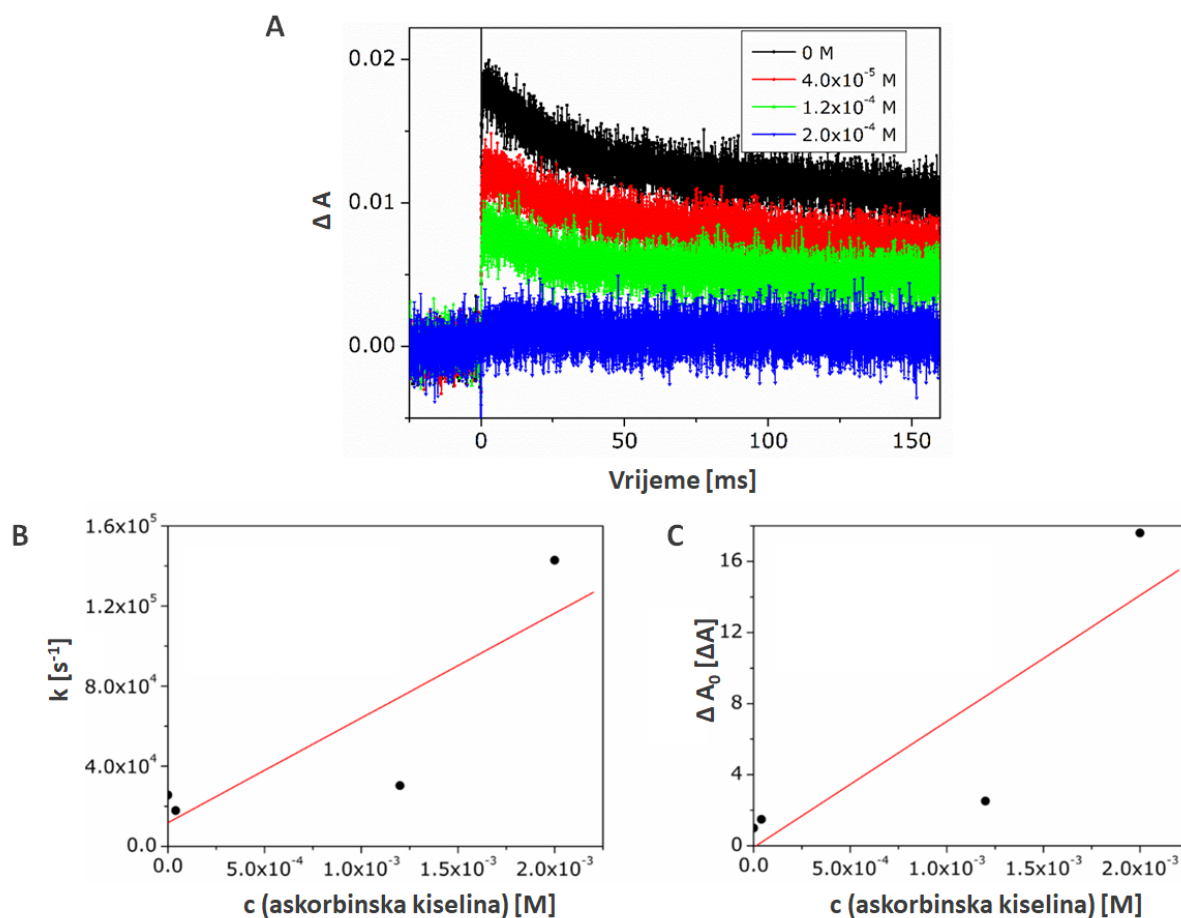 A
0.02
0.01
0.00
Δ A
0 M
4.0x10⁻⁵ M
1.2x10⁻⁴ M
2.0x10⁻⁴ M
0 50 100 150
Vrijeme [ms]
B
1.6x10⁵
1.2x10⁵
8.0x10⁴
4.0x10⁴
0.0
k [s⁻¹]
0.0 5.0x10⁻⁴ 1.0x10⁻³ 1.5x10⁻³ 2.0x10⁻³
c (askorbinska kiselina) [M]
C
16
12
8
4
0
Δ A₀ [ΔA]
0.0 5.0x10⁻⁴ 1.0x10⁻³ 1.5x10⁻³ 2.0x10⁻³
c (askorbinska kiselina) [M]